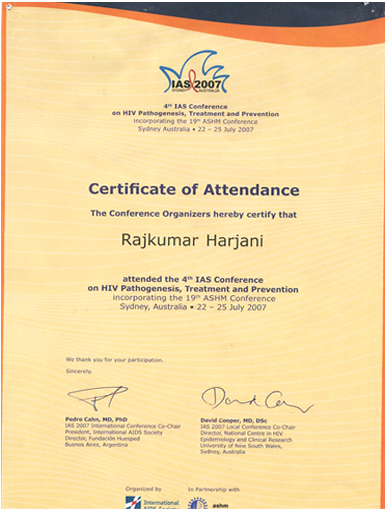 IAS 2007
SYDNEY AUSTRALIA
4th IAS Conference
on HIV Pathogenesis, Treatment and Prevention
incorporating the 19th ASHM Conference
Sydney Australia • 22 – 25 July 2007
Certificate of Attendance
The Conference Organizers hereby certify that
Rajkumar Harjani
attended the 4th IAS Conference
on HIV Pathogenesis, Treatment and Prevention
incorporating the 19th ASHM Conference
Sydney, Australia • 22 – 25 July 2007
We thank you for your participation.
Sincerely,
Pedro Cahn, MD, PhD
IAS 2007 International Conference Co-Chair
President, International AIDS Society
Director, Fundación Huesped
Buenos Aires, Argentina
David Cooper, MD, DSc
IAS 2007 Local Conference Co-Chair
Director, National Centre in HIV
Epidemiology and Clinical Research
University of New South Wales,
Sydney, Australia
Organized by
In Partnership with
International
AIDS Society
ashm